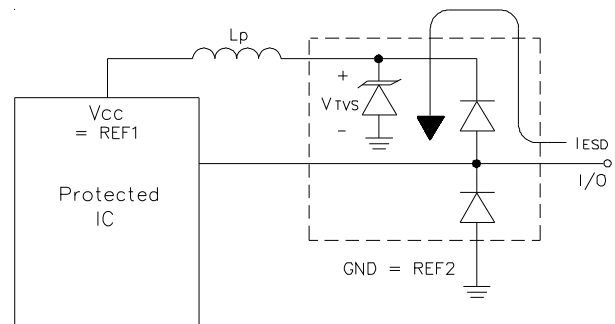 Lp
+
VTVS
-
Vcc
= REF1
Protected
IC
IESD
I/O
GND = REF2